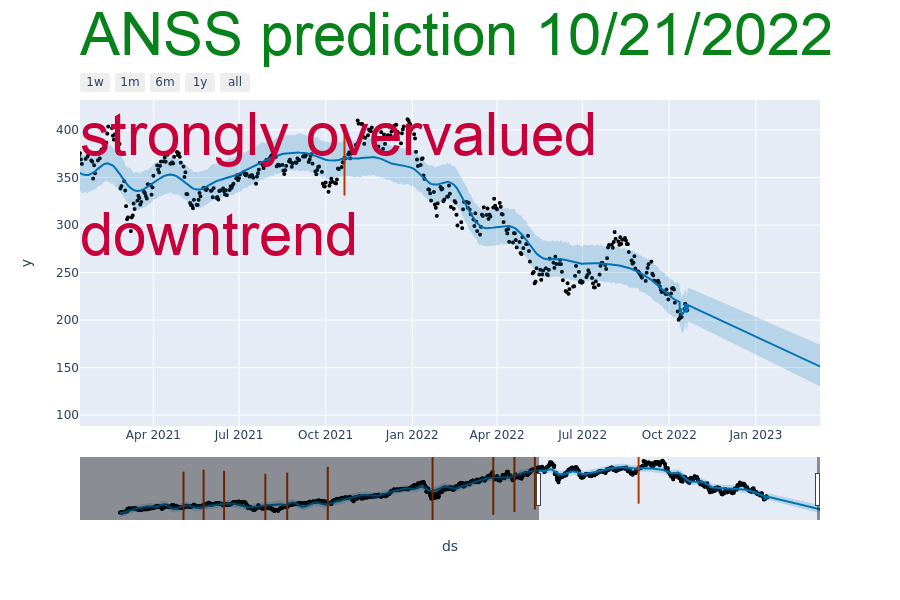 ANSS prediction 10/21/2022
1w 1m 6m 1y all
strongly overvalued
downtrend
400
350
300
250
200
150
100
y
Apr 2021 Jul 2021 Oct 2021 Jan 2022 Apr 2022 Jul 2022 Oct 2022 Jan 2023
ds